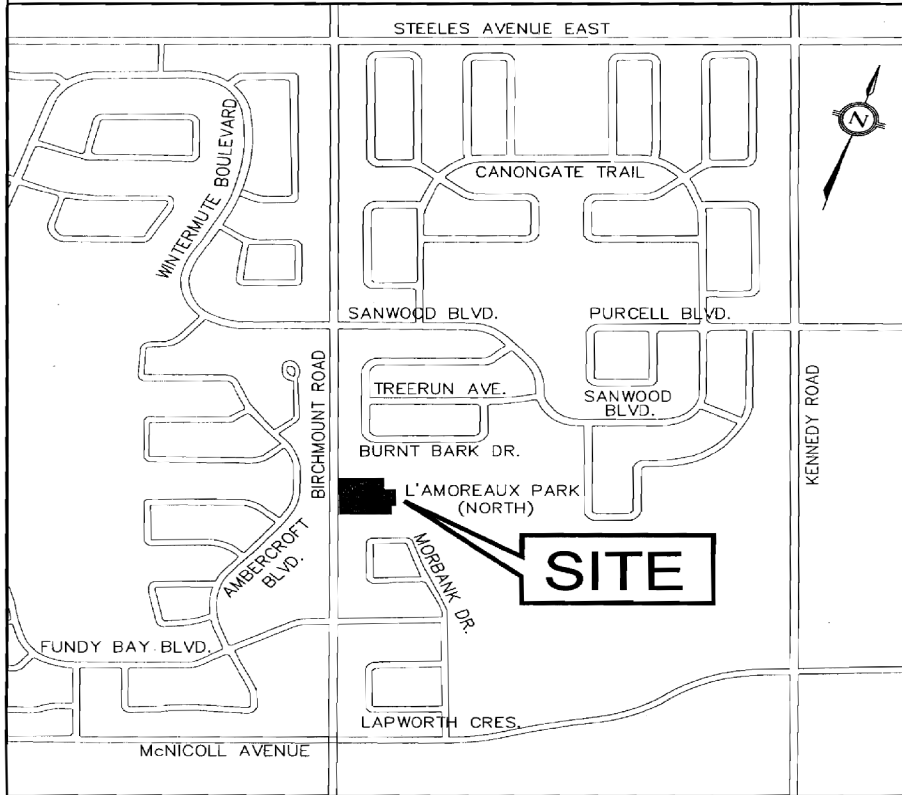 STEELES AVENUE EAST
WINTERMUTE BOULEVARD
N
CANONGATE TRAIL
SANWOOD BLVD.
PURCELL BLVD.
BIRCHMOUNT ROAD
TREERUN AVE.
SANWOOD
BLVD.
KENNEDY ROAD
BURNT BARK DR.
L'AMOREAUX PARK
(NORTH)
AMBERCROFT
BLVD.
MORBANK DR.
SITE
FUNDY BAY BLVD.
LAPWORTH CRES.
McNICOLL AVENUE